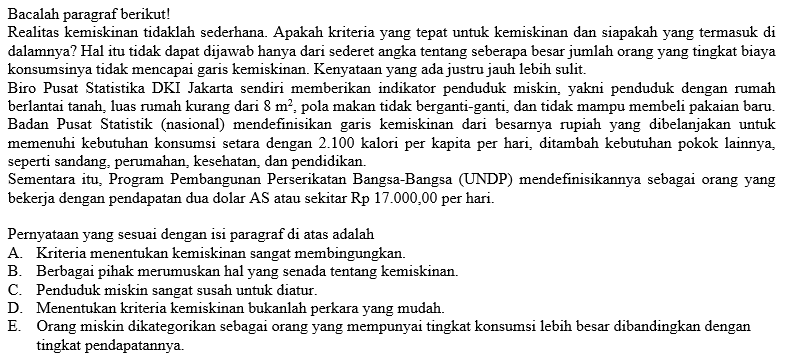 Bacalah paragraf berikut!
Realitas kemiskinan tidaklah sederhana. Apakah kriteria yang tepat untuk kemiskinan dan siapakah yang termasuk di
dalamnya? Hal itu tidak dapat dijawab hanya dari sederet angka tentang seberapa besar jumlah orang yang tingkat biaya
konsumsinya tidak mencapai garis kemiskinan. Kenyataan yang ada justru jauh lebih sulit.
Biro Pusat Statistika DKI Jakarta sendiri memberikan indikator penduduk miskin, yakni penduduk dengan rumah
berlantai tanah, luas rumah kurang dari 8 m², pola makan tidak berganti-ganti, dan tidak mampu membeli pakaian baru.
Badan Pusat Statistik (nasional) mendefinisikan garis kemiskinan dari besarnya rupiah yang dibelanjakan untuk
memenuhi kebutuhan konsumsi setara dengan 2.100 kalori per kapita per hari, ditambah kebutuhan pokok lainnya,
seperti sandang, perumahan, kesehatan, dan pendidikan.
Sementara itu, Program Pembangunan Perserikatan Bangsa-Bangsa (UNDP) mendefinisikannya sebagai orang yang
bekerja dengan pendapatan dua dolar AS atau sekitar Rp 17.000,00 per hari.
Pernyataan yang sesuai dengan isi paragraf di atas adalah
A. Kriteria menentukan kemiskinan sangat membingungkan.
B. Berbagai pihak merumuskan hal yang senada tentang kemiskinan.
C. Penduduk miskin sangat susah untuk diatur.
D. Menentukan kriteria kemiskinan bukanlah perkara yang mudah.
E. Orang miskin dikategorikan sebagai orang yang mempunyai tingkat konsumsi lebih besar dibandingkan dengan
tingkat pendapatannya.